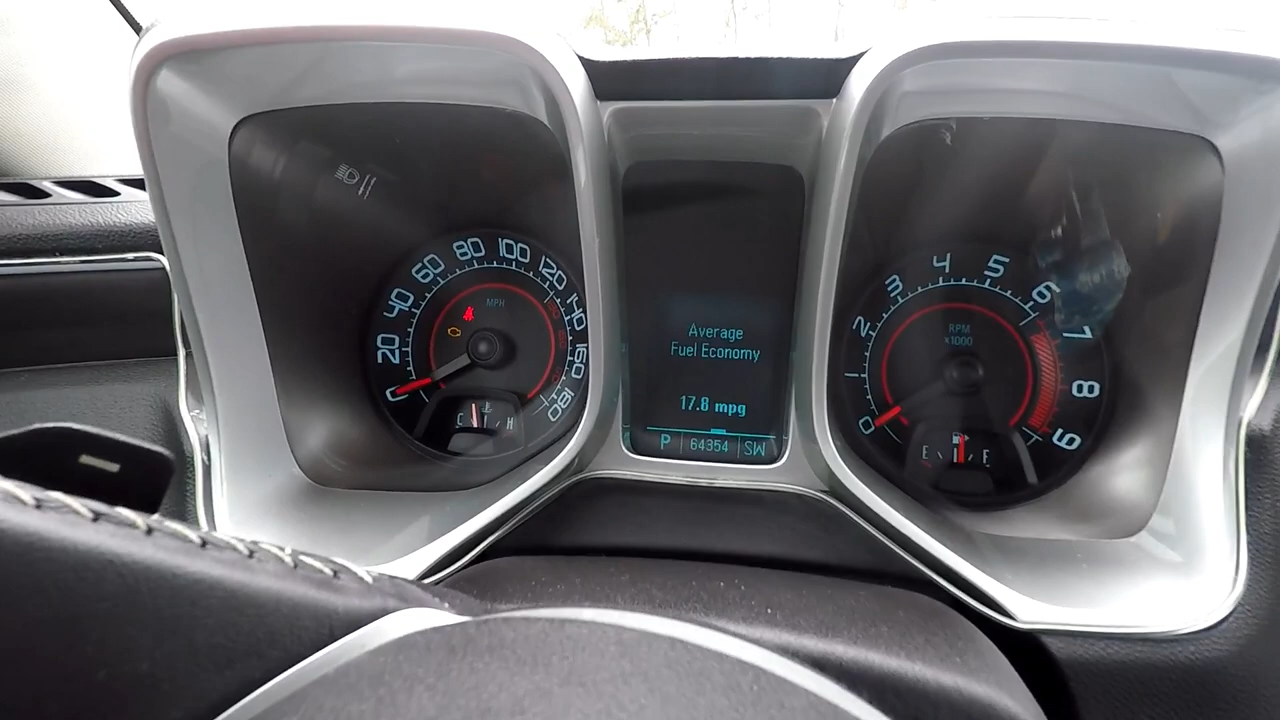 0 20 40 60 80 100 120 140 160 180
MPH
C H
Average
Fuel Economy
17.8 mpg
P 64354 SW
0 1 2 3 4 5 6 7 8 9
RPM
x1000
E F